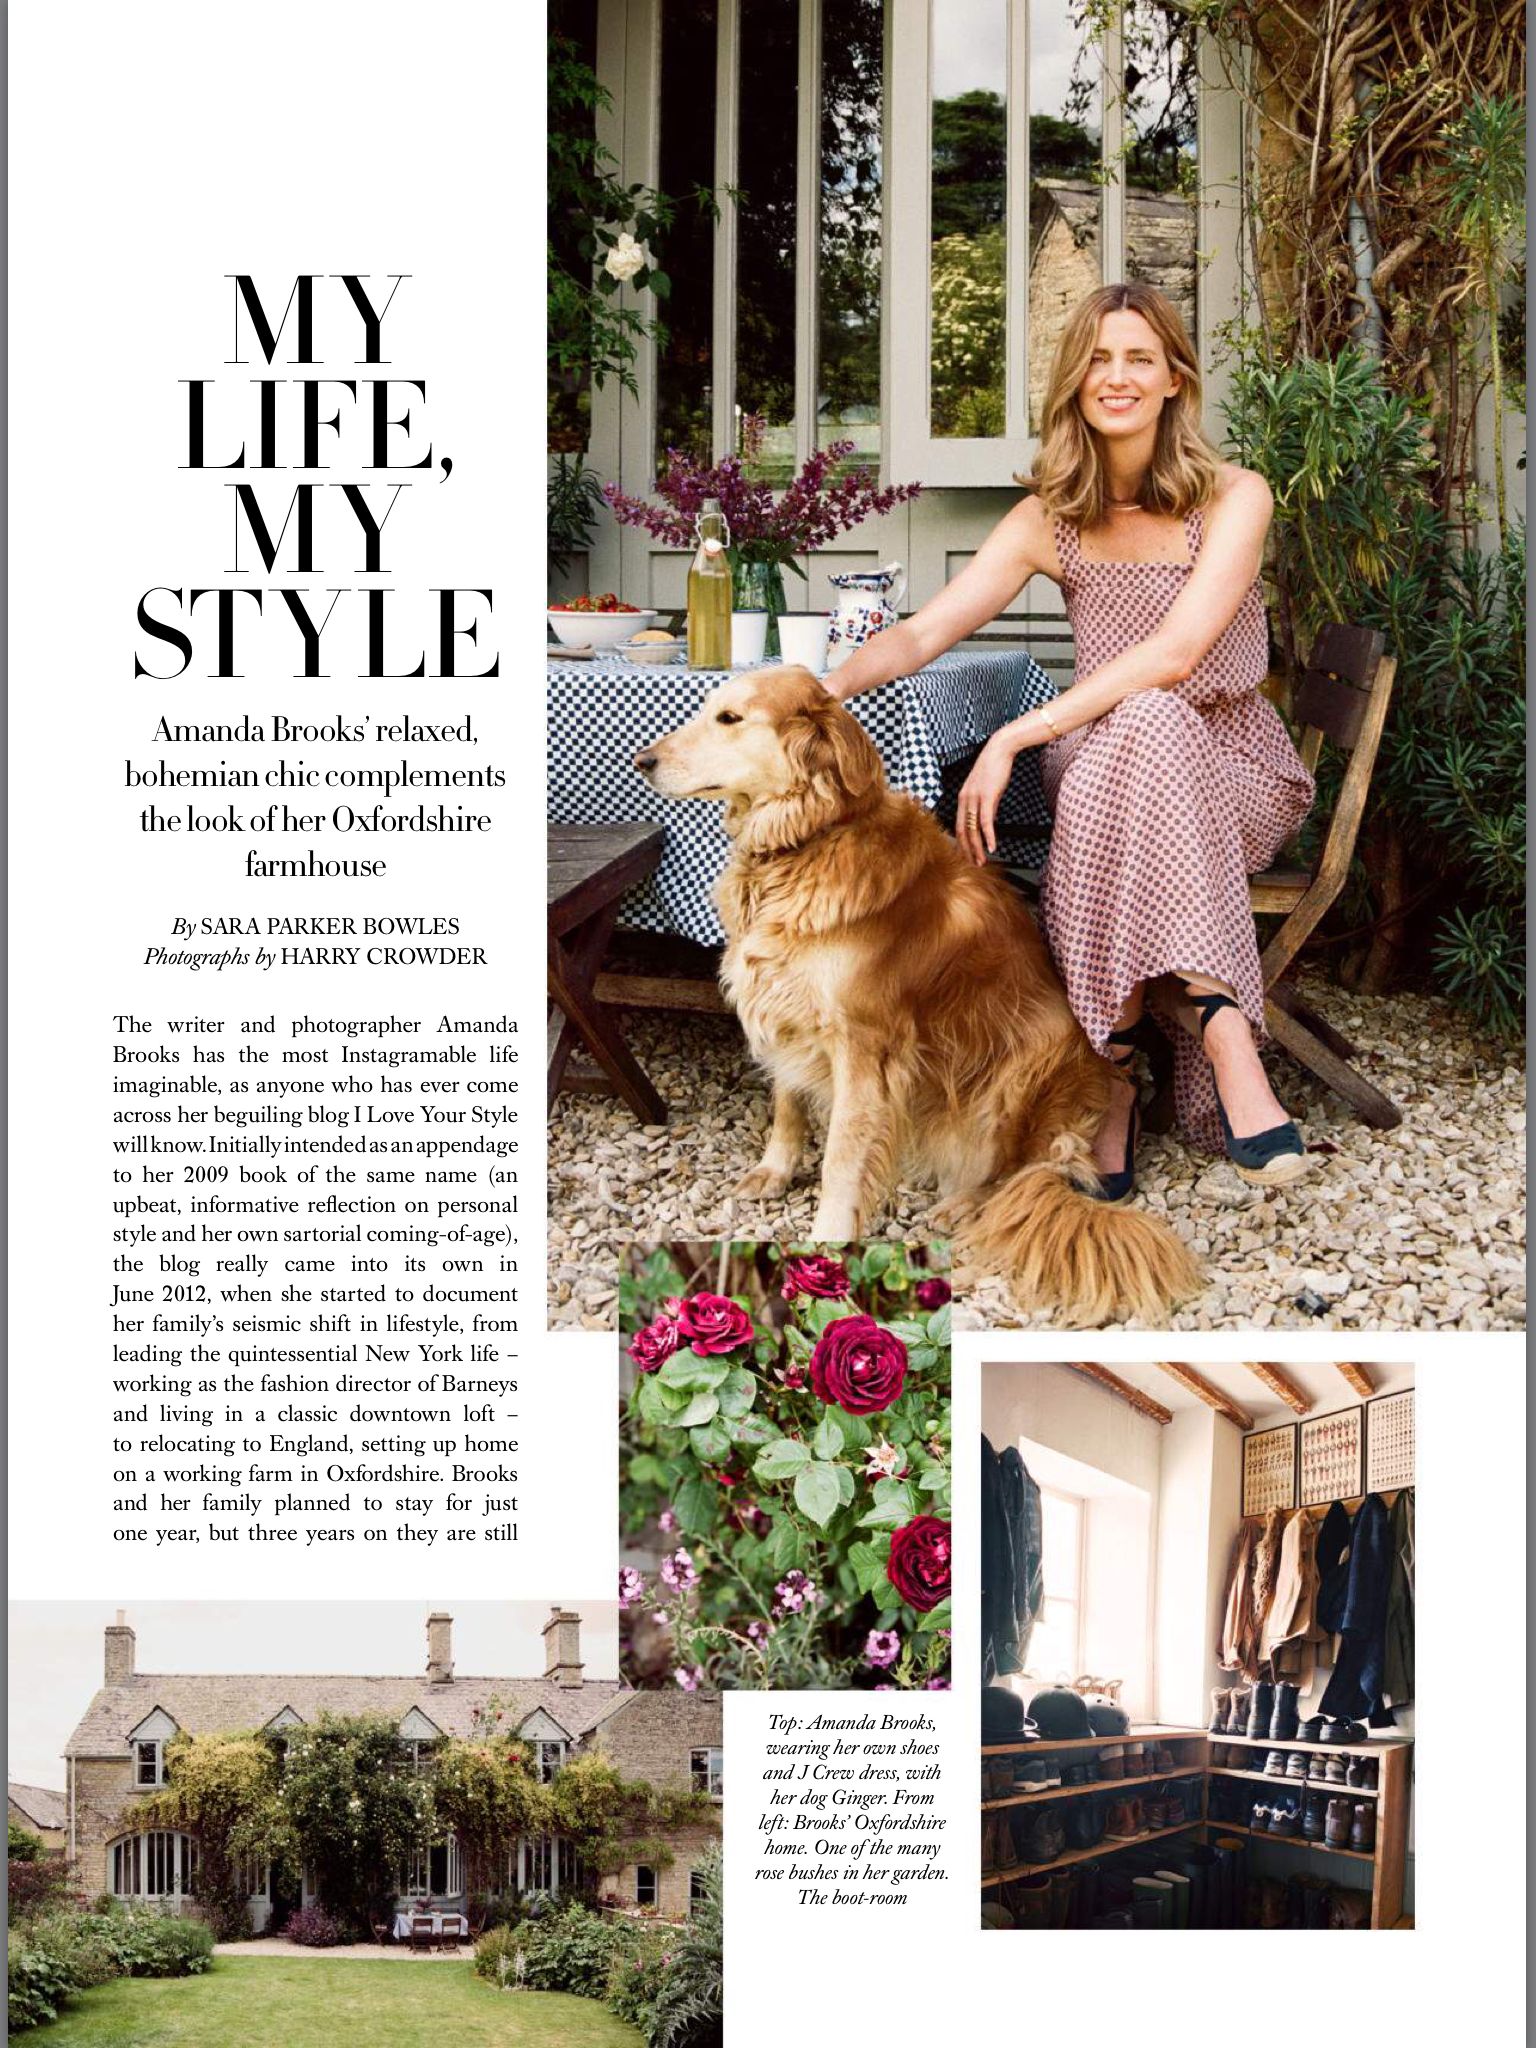 MY
LIFE,
MY
STYLE
Amanda Brooks’ relaxed,
bohemian chic complements
the look of her Oxfordshire
farmhouse
By SARA PARKER BOWLES
Photographs by HARRY CROWDER
The writer and photographer Amanda
Brooks has the most Instagramable life
imaginable, as anyone who has ever come
across her beguiling blog I Love Your Style
will know. Initially intended as an appendage
to her 2009 book of the same name (an
upbeat, informative reflection on personal
style and her own sartorial coming-of-age),
the blog really came into its own in
June 2012, when she started to document
her family’s seismic shift in lifestyle, from
leading the quintessential New York life –
working as the fashion director of Barneys
and living in a classic downtown loft –
to relocating to England, setting up home
on a working farm in Oxfordshire. Brooks
and her family planned to stay for just
one year, but three years on they are still
Top: Amanda Brooks,
wearing her own shoes
and J Crew dress, with
her dog Ginger. From
left: Brooks’ Oxfordshire
home. One of the many
rose bushes in her garden.
The boot-room